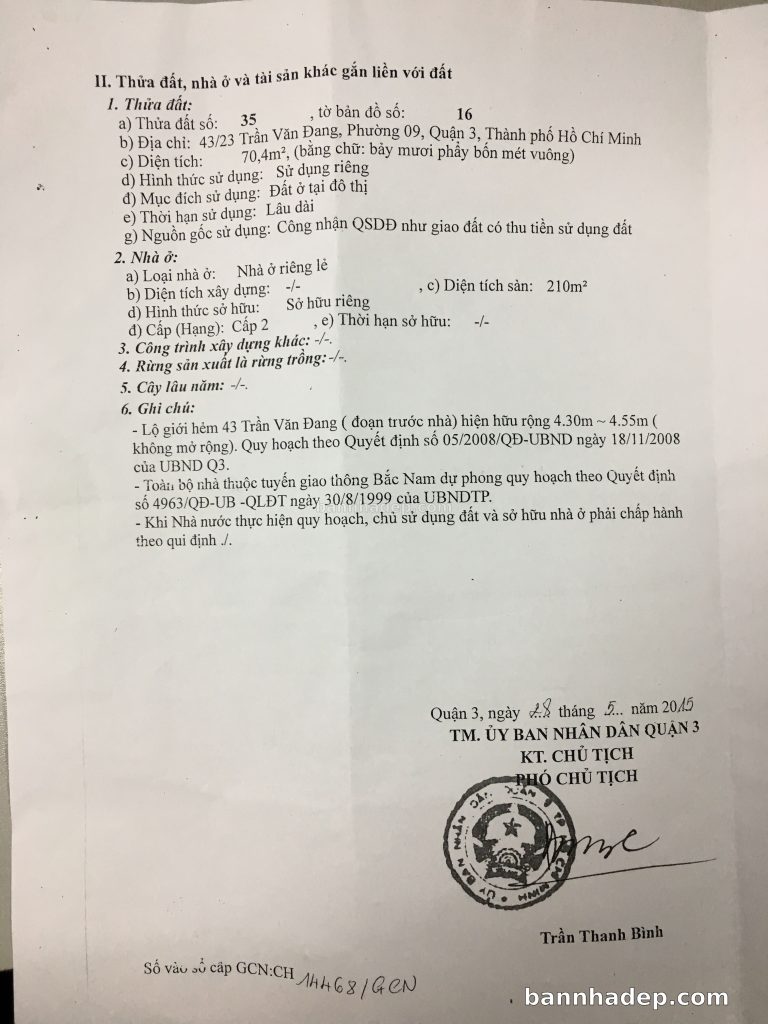 II. Thửa đất, nhà ở và tài sản khác gắn liền với đất
1. Thửa đất:
a) Thửa đất số: 35 , tờ bản đồ số: 16
b) Địa chỉ: 43/23 Trần Văn Đang, Phường 09, Quận 3, Thành phố Hồ Chí Minh
c) Diện tích: 70,4m², (bằng chữ: bảy mươi phẩy bốn mét vuông)
d) Hình thức sử dụng: Sử dụng riêng
đ) Mục đích sử dụng: Đất ở tại đô thị
e) Thời hạn sử dụng: Lâu dài
g) Nguồn gốc sử dụng: Công nhận QSDĐ như giao đất có thu tiền sử dụng đất
2. Nhà ở:
a) Loại nhà ở: Nhà ở riêng lẻ
b) Diện tích xây dựng: -/- , c) Diện tích sàn: 210m²
d) Hình thức sở hữu: Sở hữu riêng
đ) Cấp (Hạng): Cấp 2 , e) Thời hạn sở hữu: -/-
3. Công trình xây dựng khác: -/-.
4. Rừng sản xuất là rừng trồng:-/-.
5. Cây lâu năm: -/-.
6. Ghi chú:
- Lộ giới hẻm 43 Trần Văn Đang ( đoạn trước nhà) hiện hữu rộng 4.30m ~ 4.55m (
không mở rộng). Quy hoạch theo Quyết định số 05/2008/QĐ-UBND ngày 18/11/2008
của UBND Q3.
- Toàn bộ nhà thuộc tuyến giao thông Bắc Nam dự phong quy hoạch theo Quyết định
số 4963/QĐ-UB -QLĐT ngày 30/8/1999 của UBNDTP.
bannhadep.com
- Khi Nhà nước thực hiện quy hoạch, chủ sử dụng đất và sở hữu nhà ở phải chấp hành
theo qui định ./.
Quận 3, ngày 28 tháng 5... năm 2015
TM. ỦY BAN NHÂN DÂN QUẬN 3
KT. CHỦ TỊCH
PHÓ CHỦ TỊCH
ỦY BAN NHÂN DÂN QUẬN 3 TP HỒ CHÍ MINH
Trần Thanh Bình
Số vào sổ cấp GCN:CH 14468/GCN
bannhadep.com